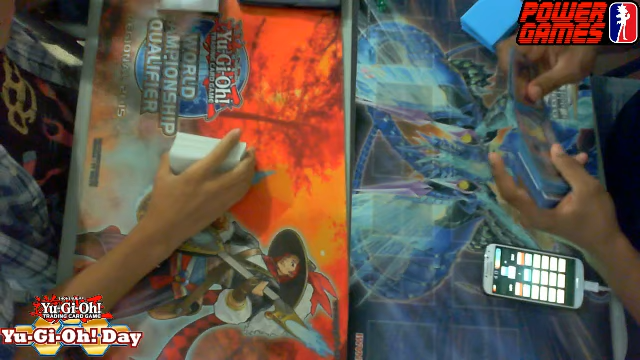 POWER
GAMES
Yu-Gi-Oh!
TRADING CARD GAME
Yu-Gi-Oh! Day
Yu-Gi-Oh!
WORLD
CHAMPIONSHIP
QUALIFIER